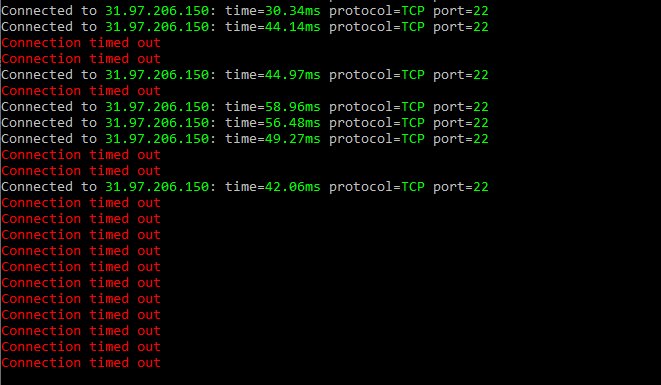 Connected to 31.97.206.150: time=30.34ms protocol=TCP port=22
Connected to 31.97.206.150: time=44.14ms protocol=TCP port=22
Connection timed out
Connection timed out
Connected to 31.97.206.150: time=44.97ms protocol=TCP port=22
Connection timed out
Connected to 31.97.206.150: time=58.96ms protocol=TCP port=22
Connected to 31.97.206.150: time=56.48ms protocol=TCP port=22
Connected to 31.97.206.150: time=49.27ms protocol=TCP port=22
Connection timed out
Connection timed out
Connected to 31.97.206.150: time=42.06ms protocol=TCP port=22
Connection timed out
Connection timed out
Connection timed out
Connection timed out
Connection timed out
Connection timed out
Connection timed out
Connection timed out
Connection timed out
Connection timed out
Connection timed out